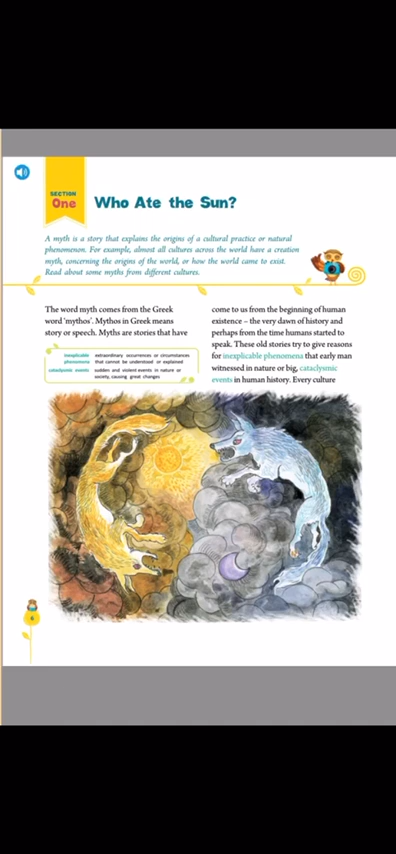 SECTION
One
Who Ate the Sun?
A myth is a story that explains the origins of a cultural practice or natural
phenomenon. For example, almost all cultures across the world have a creation
myth, concerning the origins of the world, or how the world came to exist.
Read about some myths from different cultures.
The word myth comes from the Greek
word 'mythos'. Mythos in Greek means
story or speech. Myths are stories that have
inexplicable phenomena extraordinary occurrences or circumstances
that cannot be understood or explained
cataclysmic events sudden and violent events in nature or
society, causing great changes
come to us from the beginning of human
existence – the very dawn of history and
perhaps from the time humans started to
speak. These old stories try to give reasons
for inexplicable phenomena that early man
witnessed in nature or big, cataclysmic
events in human history. Every culture
6